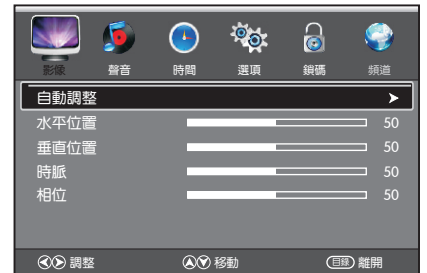 影像 聲音 時間 選項 鎖碼 頻道
自動調整
水平位置 50
垂直位置 50
時脈 50
相位 50
調整 移動 目錄 離開